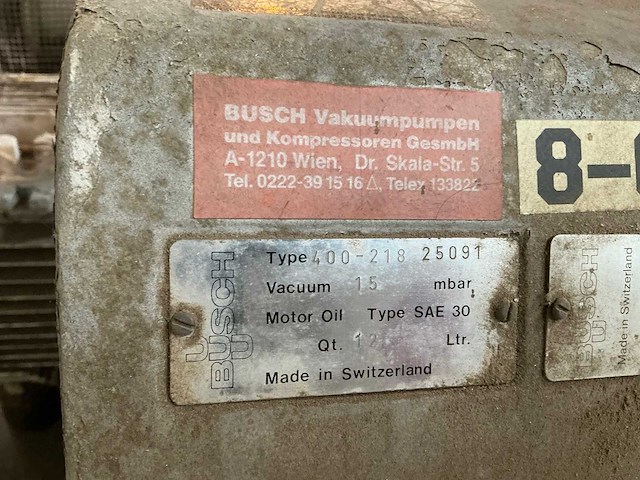 BUSCH Vakuumpumpen
und Kompressoren GesmbH
A-1210 Wien, Dr. Skala-Str. 5
Tel. 0222-39 15 16 △, Telex 133822
8-
BUSCH
Type 400-218 25091
Vacuum 15 mbar
Motor Oil Type SAE 30
Qt. Ltr.
Made in Switzerland
BUSCH
Made in Switzerland